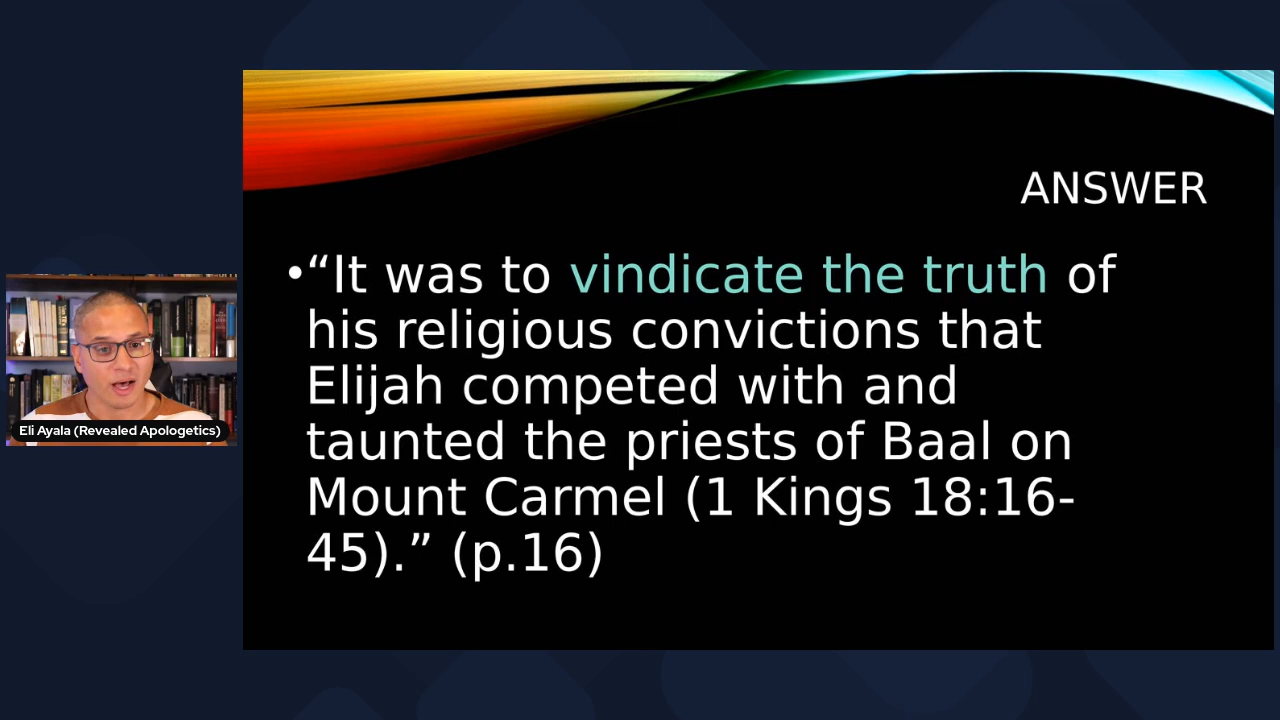 ANSWER
•“It was to vindicate the truth of
his religious convictions that
Elijah competed with and
taunted the priests of Baal on
Mount Carmel (1 Kings 18:16-
45).” (p.16)
Eli Ayala (Revealed Apologetics)